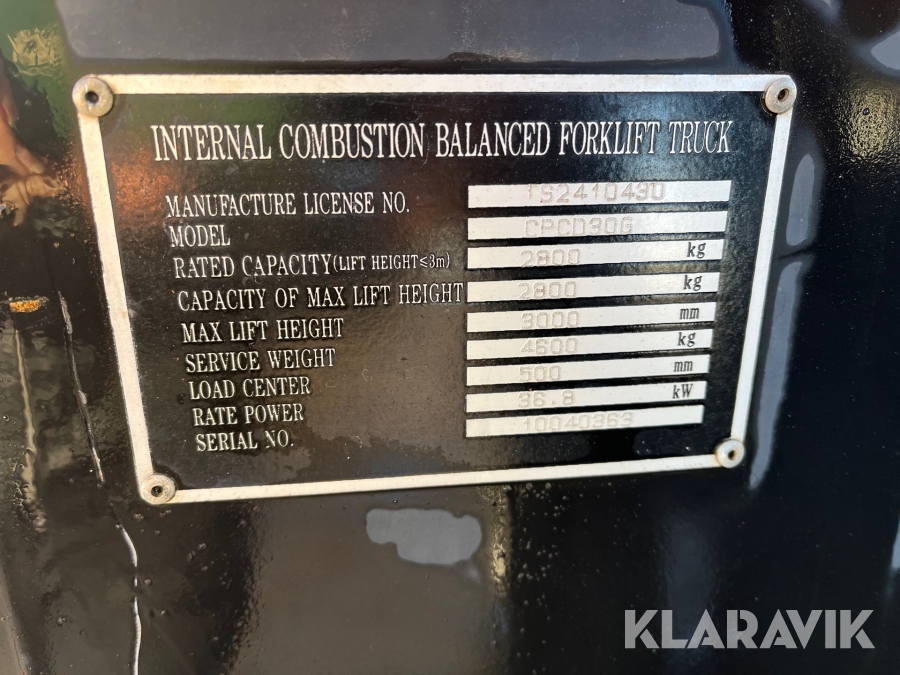 INTERNAL COMBUSTION BALANCED FORKLIFT TRUCK
MANUFACTURE LICENSE NO. TS2410430
MODEL CPCD30G
RATED CAPACITY(LIFT HEIGHT≤3m) 2800 kg
CAPACITY OF MAX LIFT HEIGHT 2800 kg
MAX LIFT HEIGHT 3000 mm
SERVICE WEIGHT 4600 kg
LOAD CENTER 500 mm
RATE POWER 36.8 kW
SERIAL NO. 10040363
KLARAVIK